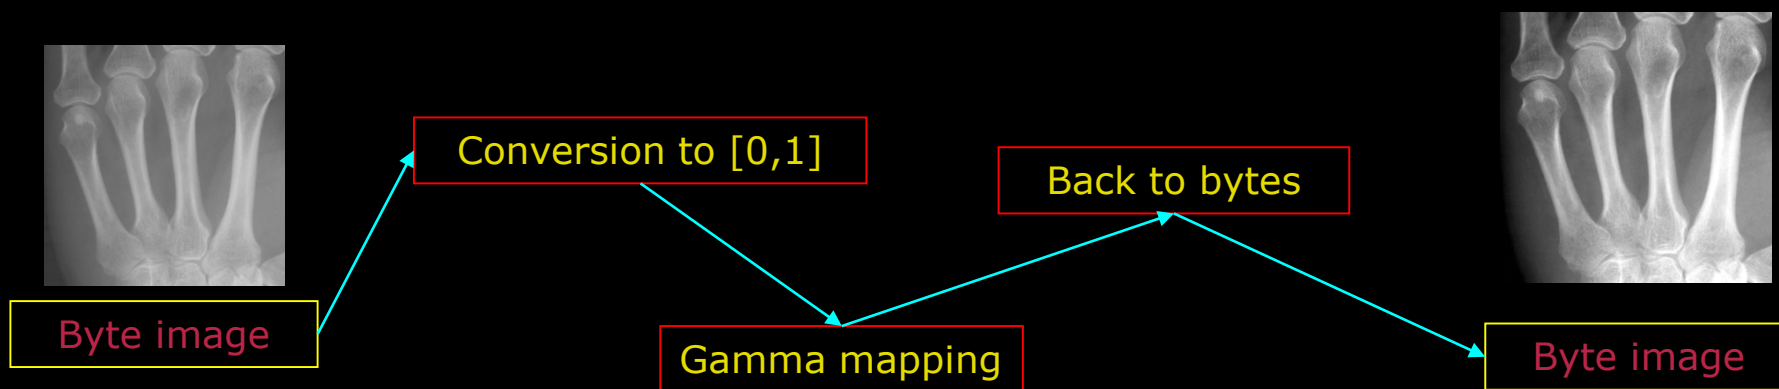 Byte image
Conversion to [0,1]
Gamma mapping
Back to bytes
Byte image